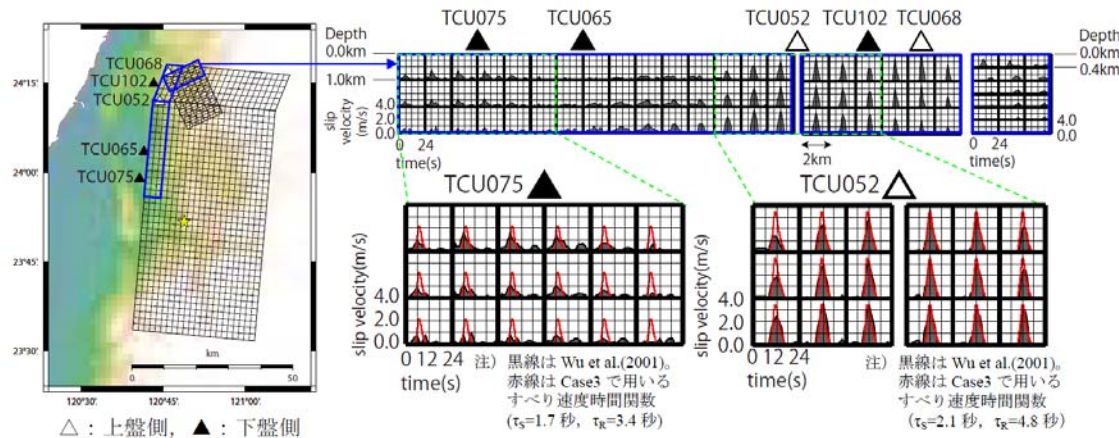 TCU075 TCU065 TCU052 TCU102 TCU068
Depth
0.0km
1.0km
slip velocity (m/s)
4.0
2.0
0.0
0 24
time(s)
2km
0 24
time(s)
Depth
0.0km
0.4km
4.0
0.0
TCU068
TCU102
TCU052
TCU065
TCU075
24°15'
24°00'
23°45'
23°30'
km
0 50
120°30' 120°45' 121°00'
△：上盤側，▲：下盤側
TCU075
slip velocity(m/s)
4.0
2.0
0.0
0 12 24
time(s)
注）黒線は Wu et al.(2001)。
赤線は Case3 で用いる
すべり速度時間関数
(τS=1.7 秒，τR=3.4 秒)
TCU052
slip velocity(m/s)
4.0
2.0
0.0
0 12 24
time(s)
注）黒線は Wu et al.(2001)。
赤線は Case3 で用いる
すべり速度時間関数
（τS=2.1 秒，τR=4.8 秒）